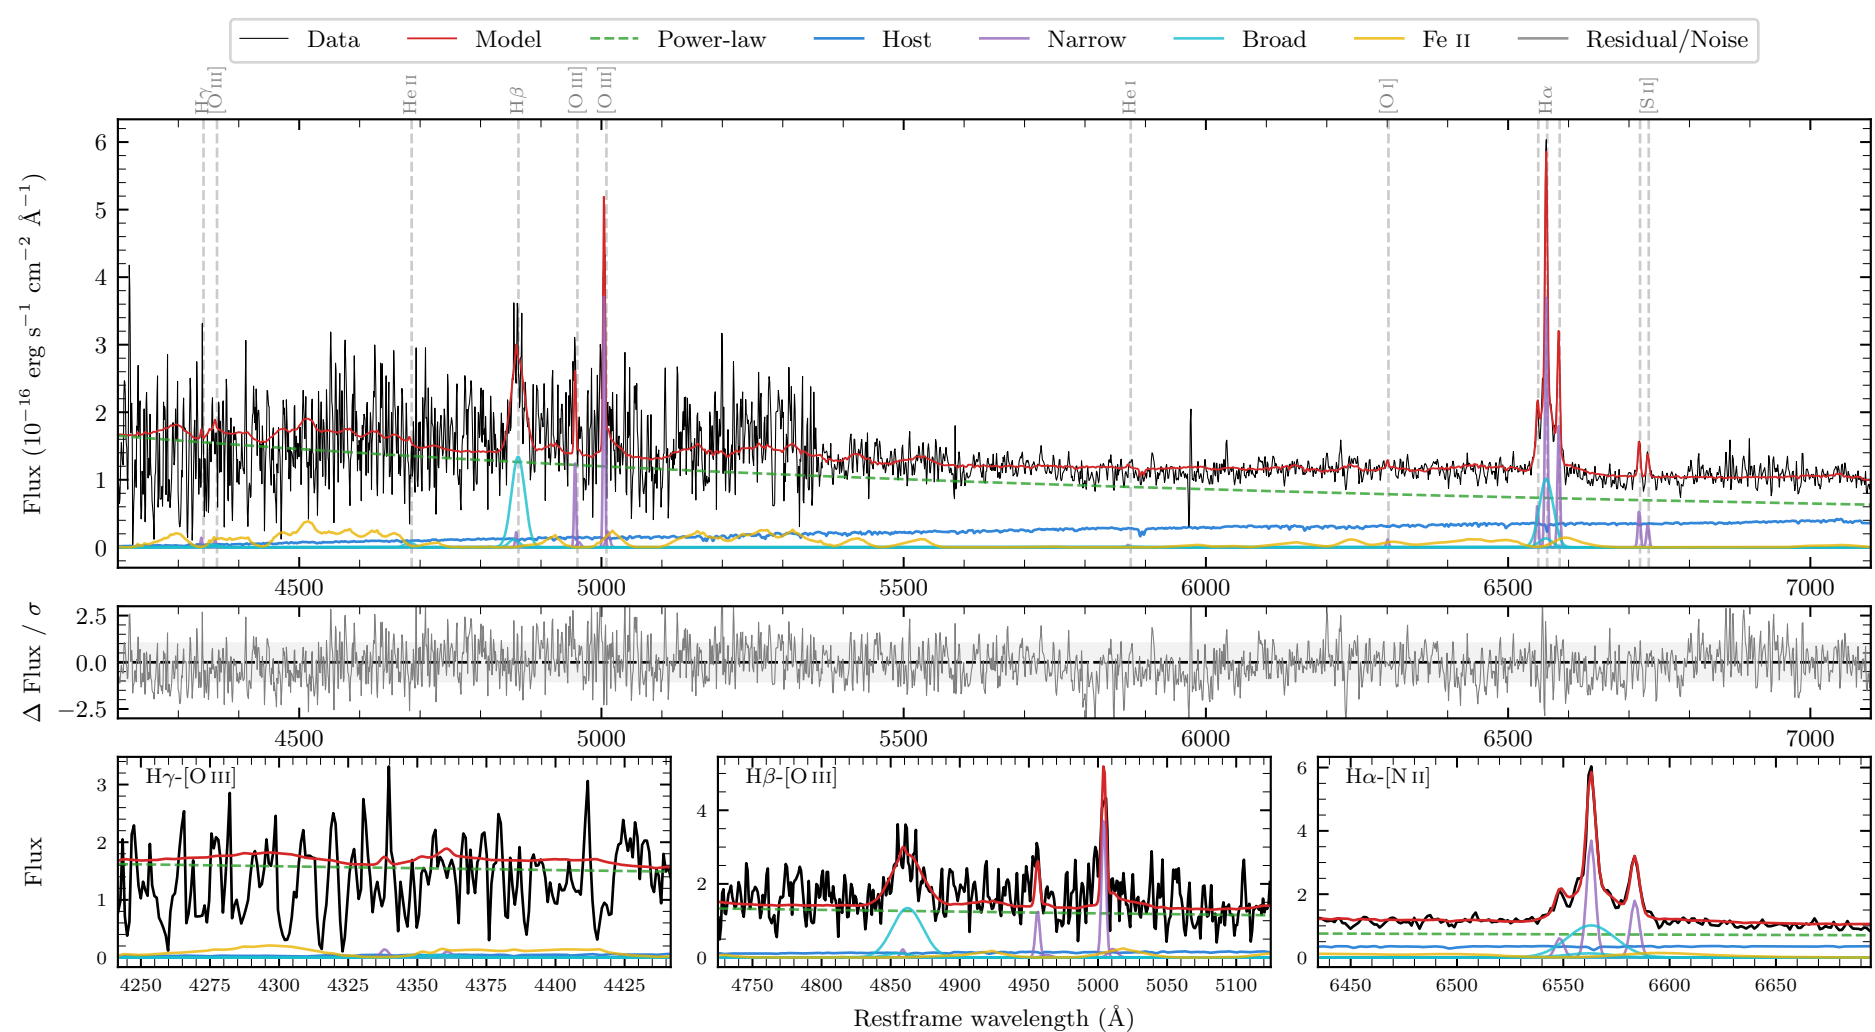 Data Model Power-law Host Narrow Broad Fe II Residual/Noise
Hγ [O III] He II Hβ [O III] [O III] He I [O I] Hα [S II]
Flux (10⁻¹⁶ erg s⁻¹ cm⁻² Å⁻¹)
6
5
4
3
2
1
0
4500 5000 5500 6000 6500 7000
Δ Flux / σ
2.5
0.0
−2.5
4500 5000 5500 6000 6500 7000
Flux
Hγ-[O III]
3
2
1
0
4250 4275 4300 4325 4350 4375 4400 4425
Hβ-[O III]
4
2
0
4750 4800 4850 4900 4950 5000 5050 5100
Hα-[N II]
6
4
2
0
6450 6500 6550 6600 6650
Restframe wavelength (Å)